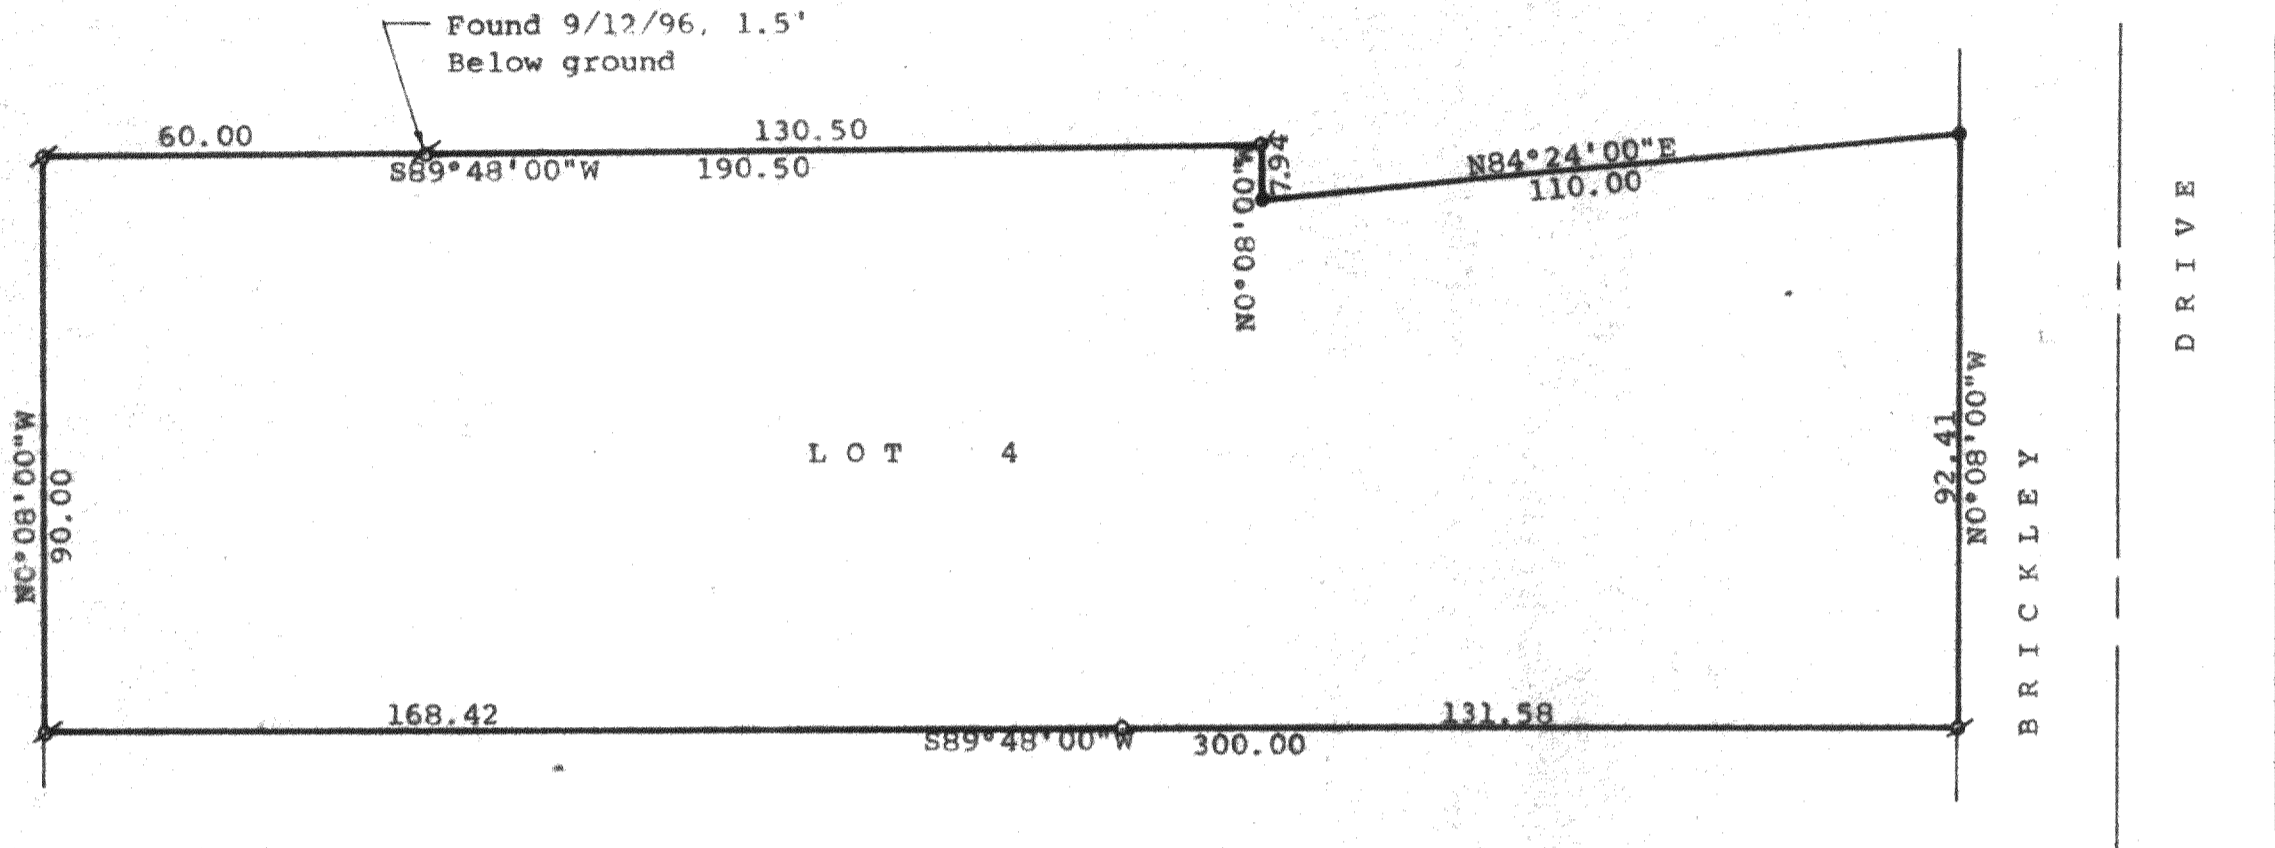 Found 9/12/96, 1.5'
Below ground
60.00
130.50
S89°48'00"W 190.50
N0°08'00"W
7.94
N84°24'00"E
110.00
N0°08'00"W
90.00
LOT 4
92.41
N0°08'00"W
BRICKLEY DRIVE
168.42
131.58
S89°48'00"W 300.00